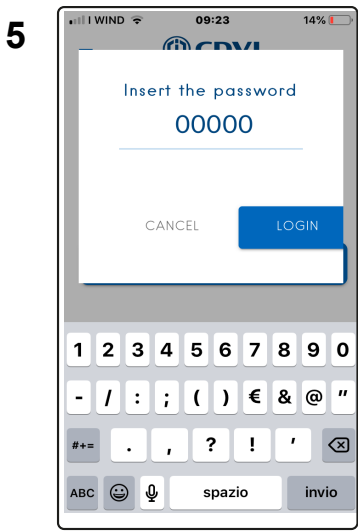 5
I WIND 09:23 14%
CDVI
Insert the password
00000
CANCEL LOGIN
1 2 3 4 5 6 7 8 9 0
- / : ; ( ) € & @ "
#+= . , ? ! '
ABC spazio invio